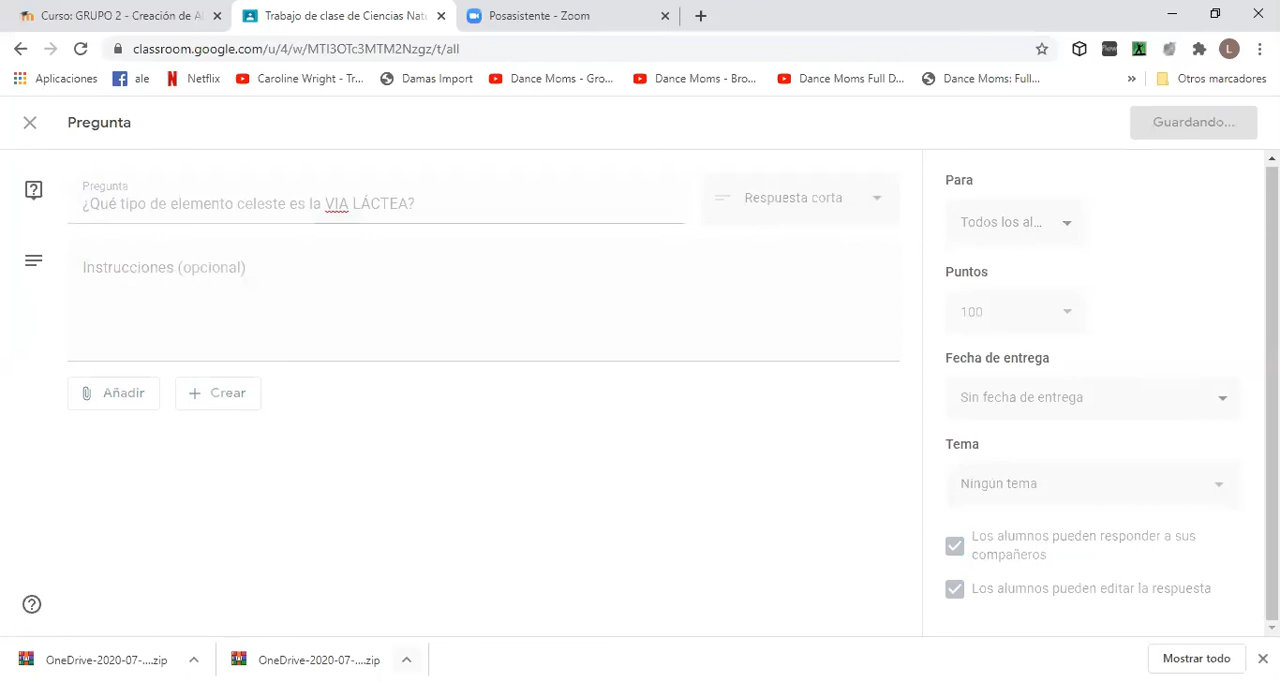 Curso: GRUPO 2 - Creación de AL
Trabajo de clase de Ciencias Natu
Posasistente - Zoom
classroom.google.com/u/4/w/MTI3OTc3MTM2Nzgz/t/all
Aplicaciones
ale
Netflix
Caroline Wright - Tr...
Damas Import
Dance Moms - Gro...
Dance Moms - Bro...
Dance Moms Full D...
Dance Moms: Full...
»
Otros marcadores
L
Pregunta
Guardando...
Pregunta
¿Qué tipo de elemento celeste es la VIA LÁCTEA?
Respuesta corta
Instrucciones (opcional)
Añadir
Crear
Para
Todos los al...
Puntos
100
Fecha de entrega
Sin fecha de entrega
Tema
Ningún tema
Los alumnos pueden responder a sus
compañeros
Los alumnos pueden editar la respuesta
OneDrive-2020-07-....zip
OneDrive-2020-07-....zip
Mostrar todo